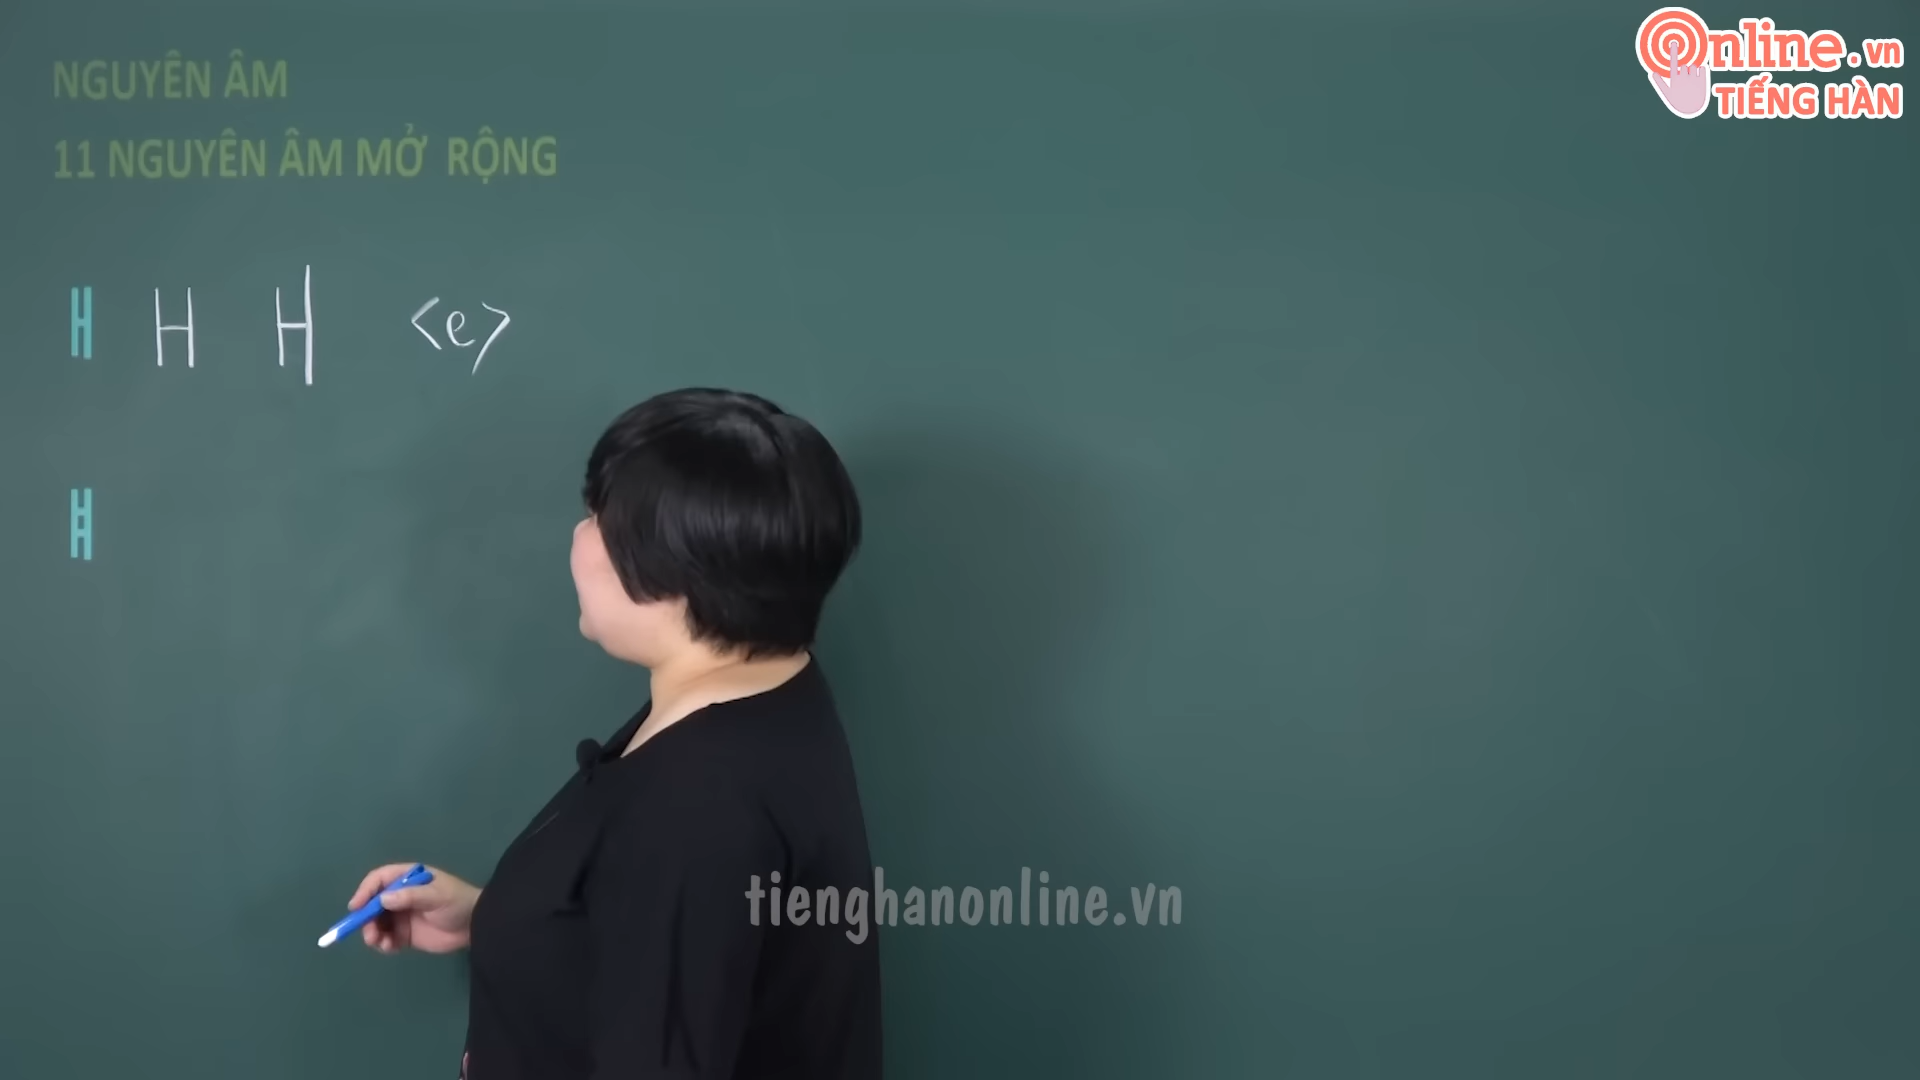 Online.vn
TIẾNG HÀN
NGUYÊN ÂM
11 NGUYÊN ÂM MỞ RỘNG
ㅐ ㅐ ㅐ <e>
ㅒ
tienghanonline.vn